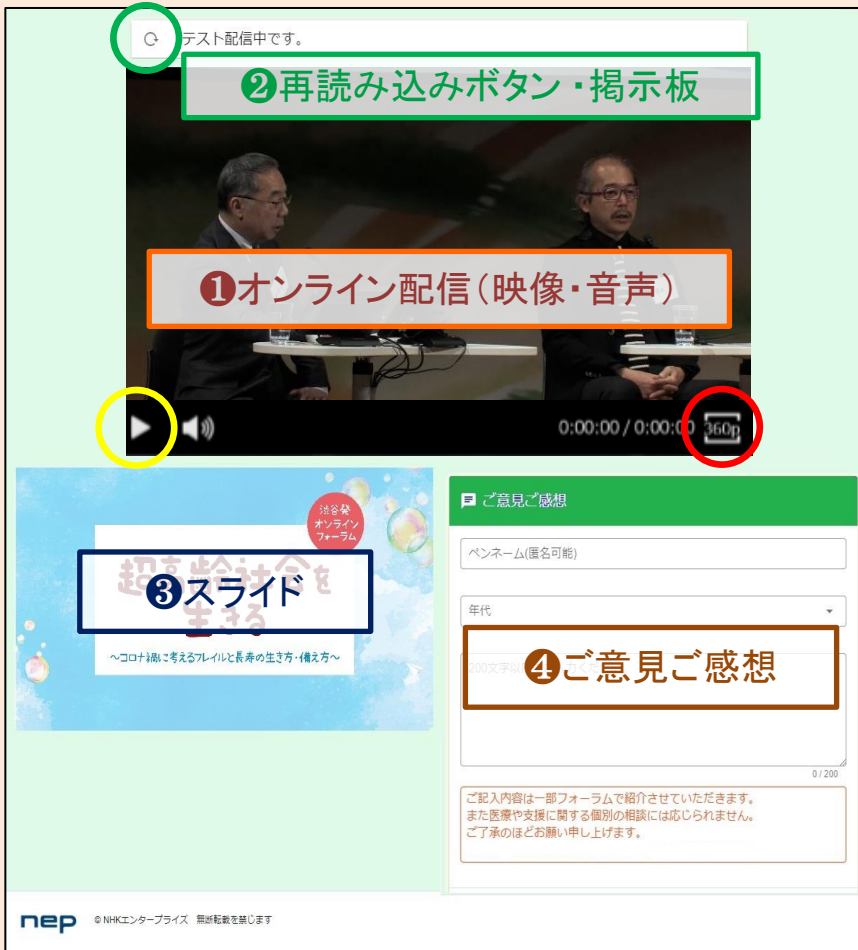 テスト配信中です。
❷再読み込みボタン・掲示板
❶オンライン配信(映像・音声)
0:00:00 / 0:00:00 360p
渋谷発
オンライン
フォーラム
超高齢社会を
生きる
❸スライド
~コロナ禍に考えるフレイルと長寿の生き方・備え方~
ご意見ご感想
ペンネーム(匿名可能)
年代
❹ご意見ご感想
0 / 200
ご記入内容は一部フォーラムで紹介させていただきます。
また医療や支援に関する個別の相談には応じられません。
ご了承のほどお願い申し上げます。
nep © NHKエンタープライズ 無断転載を禁じます